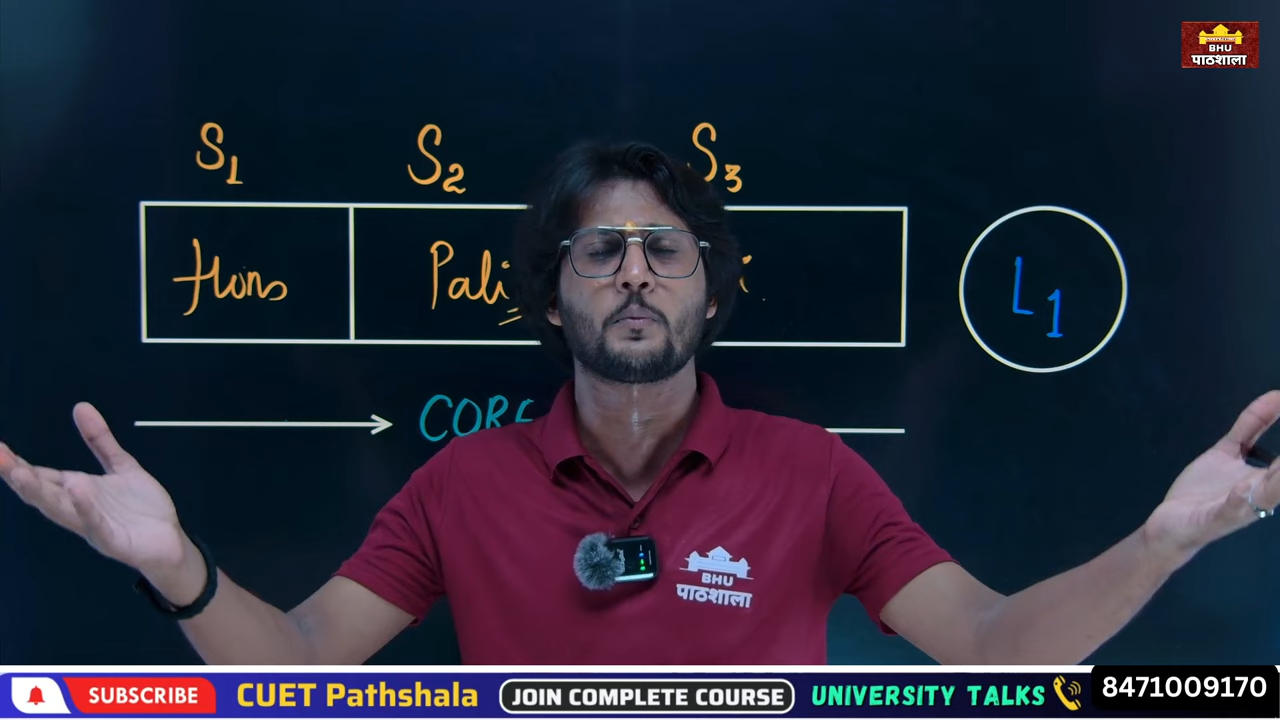 BHU
पाठशाला
S1 S2 S3
Hons Pali
CORE
L1
BHU
पाठशाला
SUBSCRIBE CUET Pathshala JOIN COMPLETE COURSE UNIVERSITY TALKS 8471009170